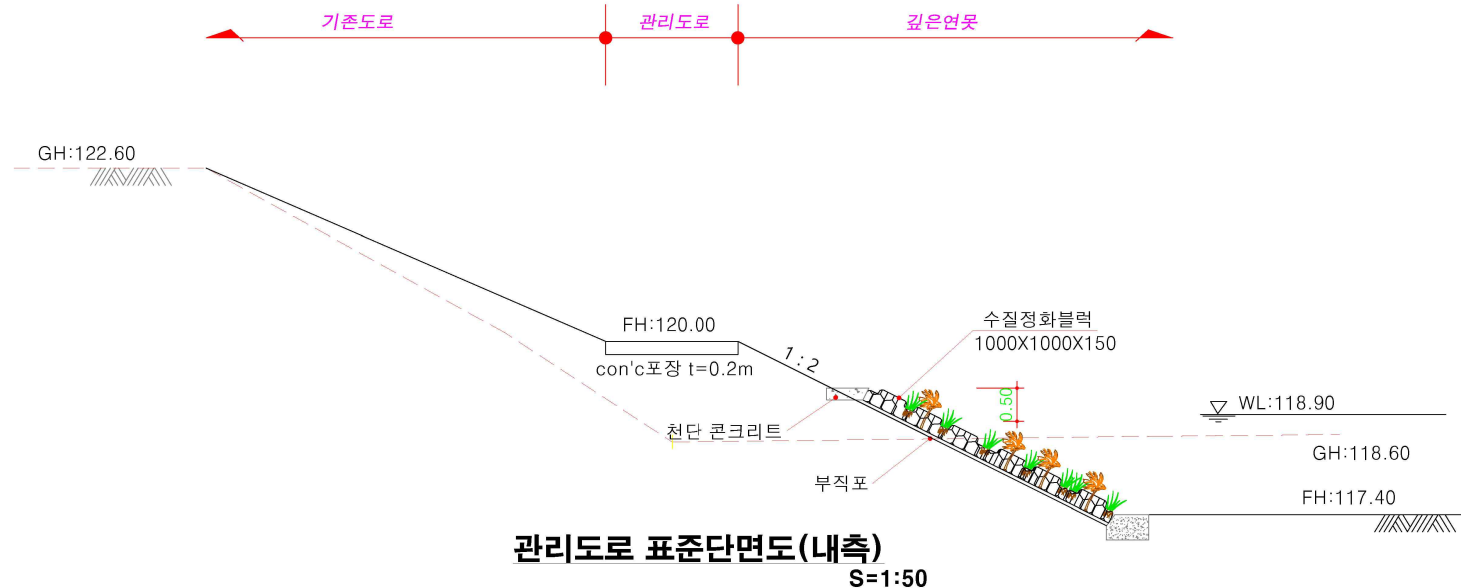 기존도로
관리도로
깊은연못
GH:122.60
FH:120.00
con'c포장 t=0.2m
1:2
수질정화블럭
1000X1000X150
0.50
WL:118.90
천단 콘크리트
GH:118.60
부직포
FH:117.40
관리도로 표준단면도(내측)
S=1:50